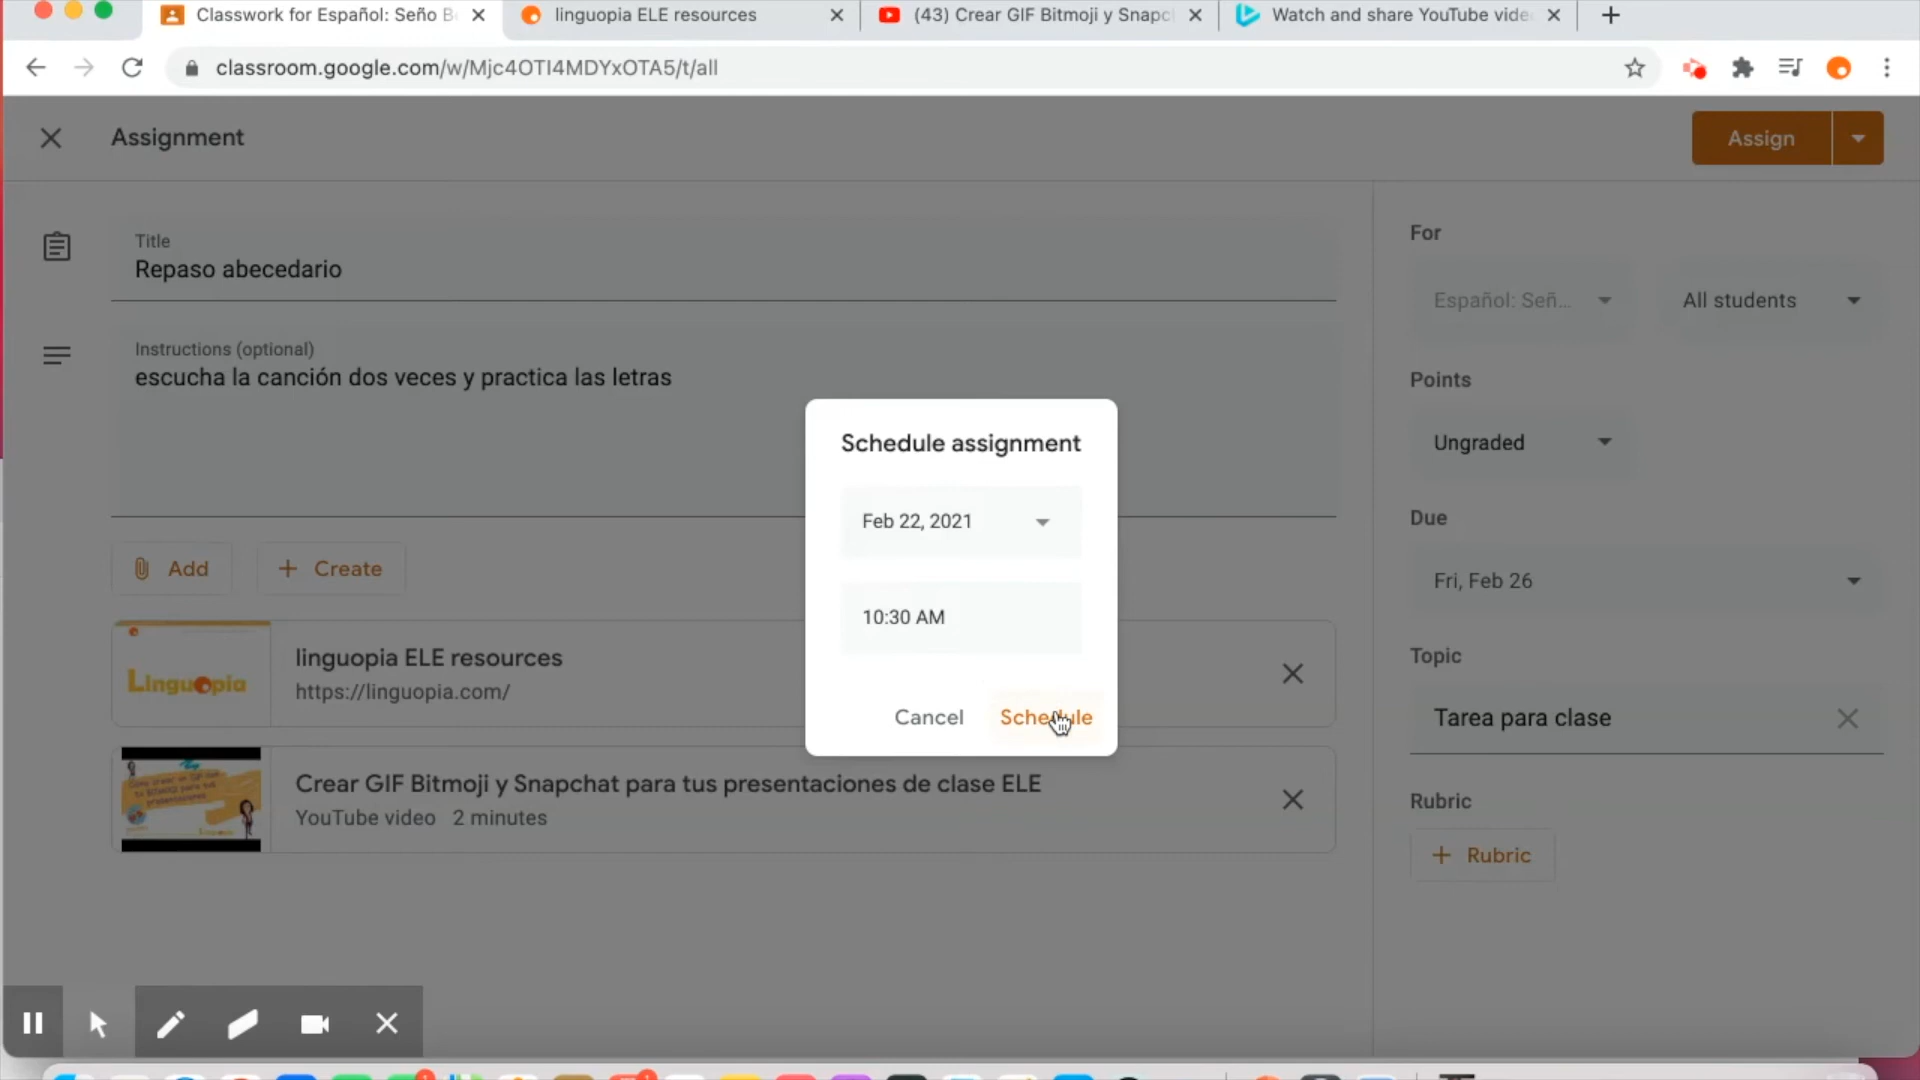 Classwork for Español: Seño B
linguopia ELE resources
(43) Crear GIF Bitmoji y Snapc
Watch and share YouTube vide
classroom.google.com/w/Mjc4OTI4MDYxOTA5/t/all
Assignment
Assign
Title
Repaso abecedario
Instructions (optional)
escucha la canción dos veces y practica las letras
Add
Create
linguopia ELE resources
https://linguopia.com/
Linguopia
Crear GIF Bitmoji y Snapchat para tus presentaciones de clase ELE
YouTube video 2 minutes
Schedule assignment
Feb 22, 2021
10:30 AM
Cancel
Schedule
For
Español: Señ...
All students
Points
Ungraded
Due
Fri, Feb 26
Topic
Tarea para clase
Rubric
Rubric